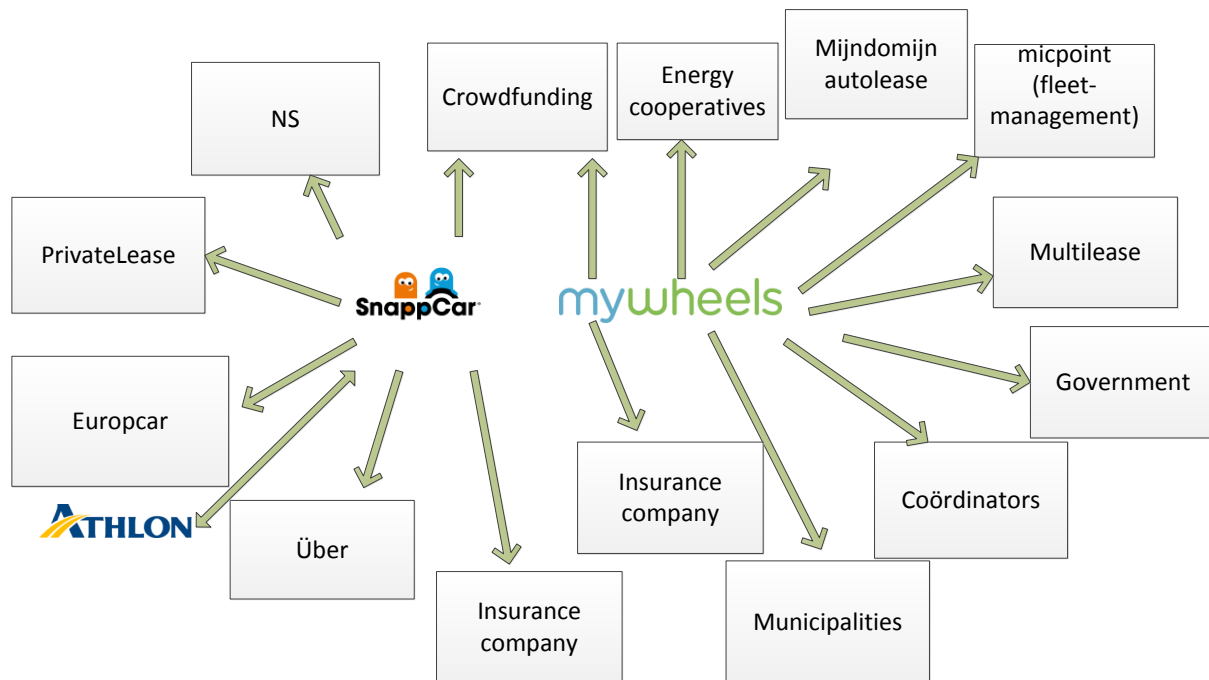 Mijndomijn
autolease
micpoint
(fleet-
management)
Energy
cooperatives
Crowdfunding
NS
PrivateLease
Multilease
SnappCar
mywheels
Government
Europcar
Insurance
company
Coördinators
ATHLON
Über
Insurance
company
Municipalities